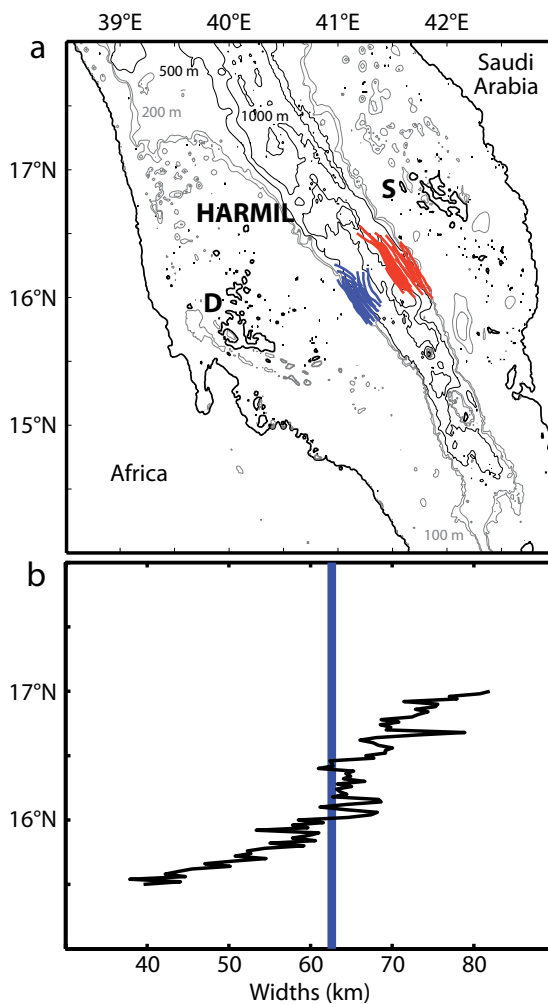 39°E 40°E 41°E 42°E
a
Saudi
Arabia
500 m
200 m
1000 m
17°N
S
HARMIL
16°N
D
15°N
Africa
100 m
b
17°N
16°N
40 50 60 70 80
Widths (km)